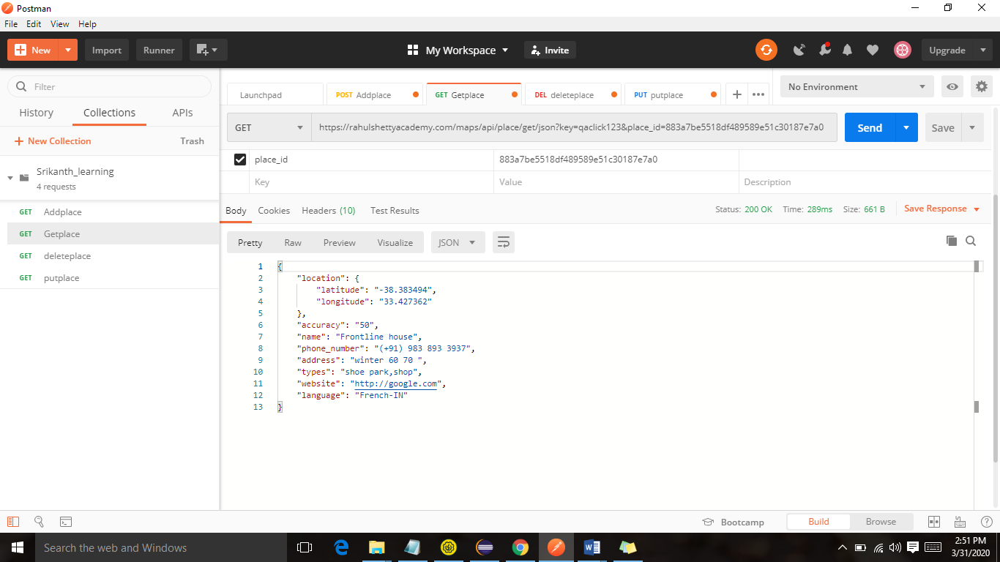 Postman
File Edit View Help
New Import Runner My Workspace Invite Upgrade
Filter
History Collections APIs
New Collection Trash
Srikanth_learning
4 requests
GET Addplace
GET Getplace
GET deleteplace
GET putplace
Launchpad POST Addplace GET Getplace DEL deleteplace PUT putplace No Environment
GET https://rahulshettyacademy.com/maps/api/place/get/json?key=qaclick123&place_id=883a7be5518df489589e51c30187e7a0 Send Save
place_id 883a7be5518df489589e51c30187e7a0
Key Value Description
Body Cookies Headers (10) Test Results Status: 200 OK Time: 289ms Size: 661 B Save Response
Pretty Raw Preview Visualize JSON
1 {
2 "location": {
3 "latitude": "-38.383494",
4 "longitude": "33.427362"
5 },
6 "accuracy": "50",
7 "name": "Frontline house",
8 "phone_number": "(+91) 983 893 3937",
9 "address": "winter 60 70 ",
10 "types": "shoe park,shop",
11 "website": "http://google.com",
12 "language": "French-IN"
13 }
Bootcamp Build Browse
Search the web and Windows
2:51 PM
3/31/2020